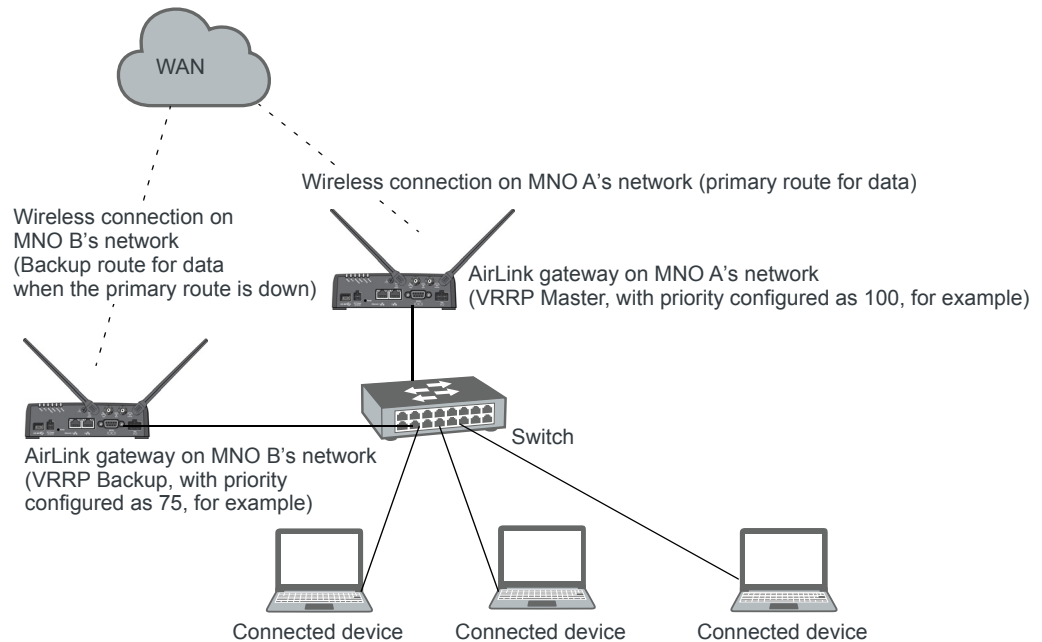 WAN
Wireless connection on MNO A's network (primary route for data)
Wireless connection on
MNO B's network
(Backup route for data
when the primary route is down)
AirLink gateway on MNO A's network
(VRRP Master, with priority configured as 100, for example)
Switch
AirLink gateway on MNO B's network
(VRRP Backup, with priority
configured as 75, for example)
Connected device
Connected device
Connected device